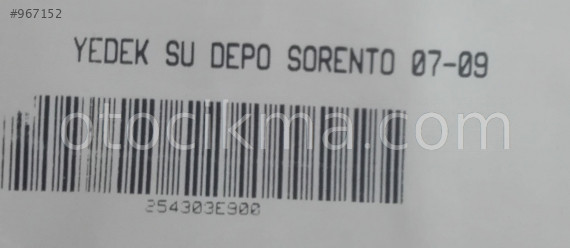 #967152
YEDEK SU DEPO SORENTO 07-09
otocikma.com
254303E900